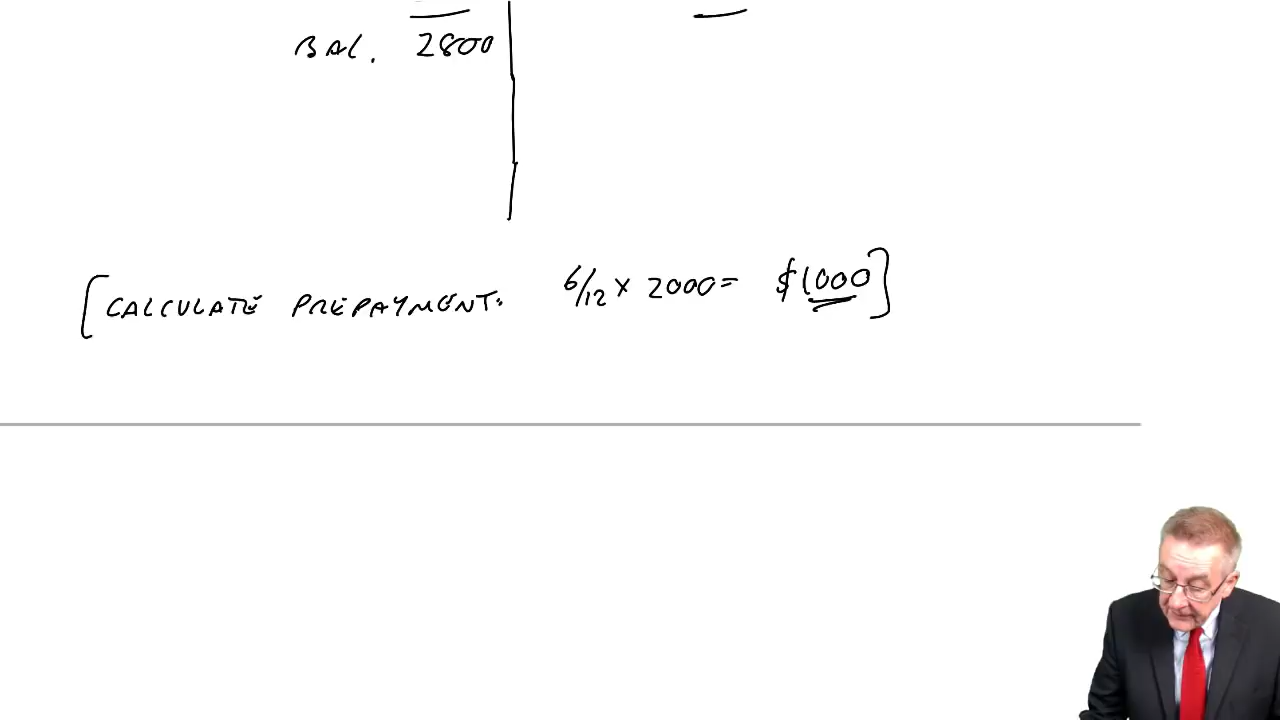 BAL. 2800
[CALCULATE PREPAYMENT: 6/12 × 2000 = $1000]